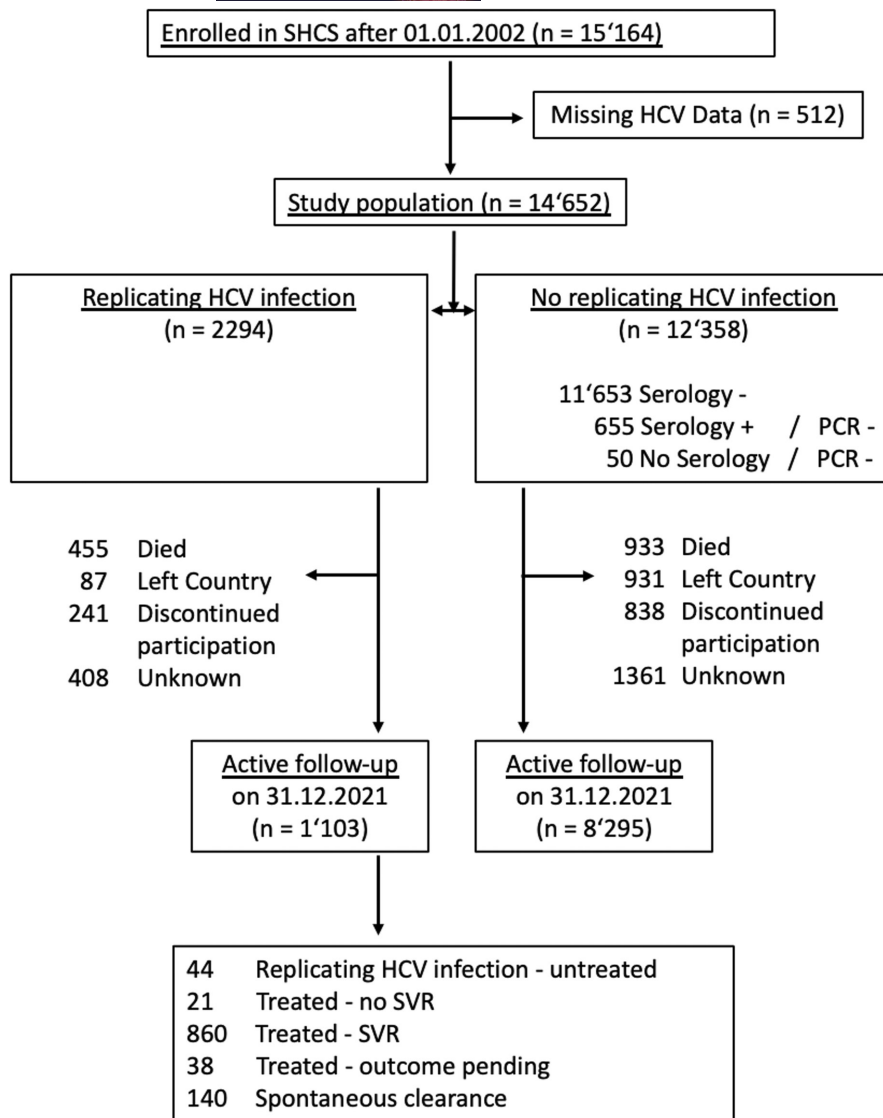 Enrolled in SHCS after 01.01.2002 (n = 15‘164)
Missing HCV Data (n = 512)
Study population (n = 14‘652)
Replicating HCV infection
(n = 2294)
No replicating HCV infection
(n = 12‘358)
11‘653 Serology -
655 Serology + / PCR -
50 No Serology / PCR -
455 Died
87 Left Country
241 Discontinued
participation
408 Unknown
933 Died
931 Left Country
838 Discontinued
participation
1361 Unknown
Active follow-up
on 31.12.2021
(n = 1‘103)
Active follow-up
on 31.12.2021
(n = 8‘295)
44 Replicating HCV infection - untreated
21 Treated - no SVR
860 Treated - SVR
38 Treated - outcome pending
140 Spontaneous clearance